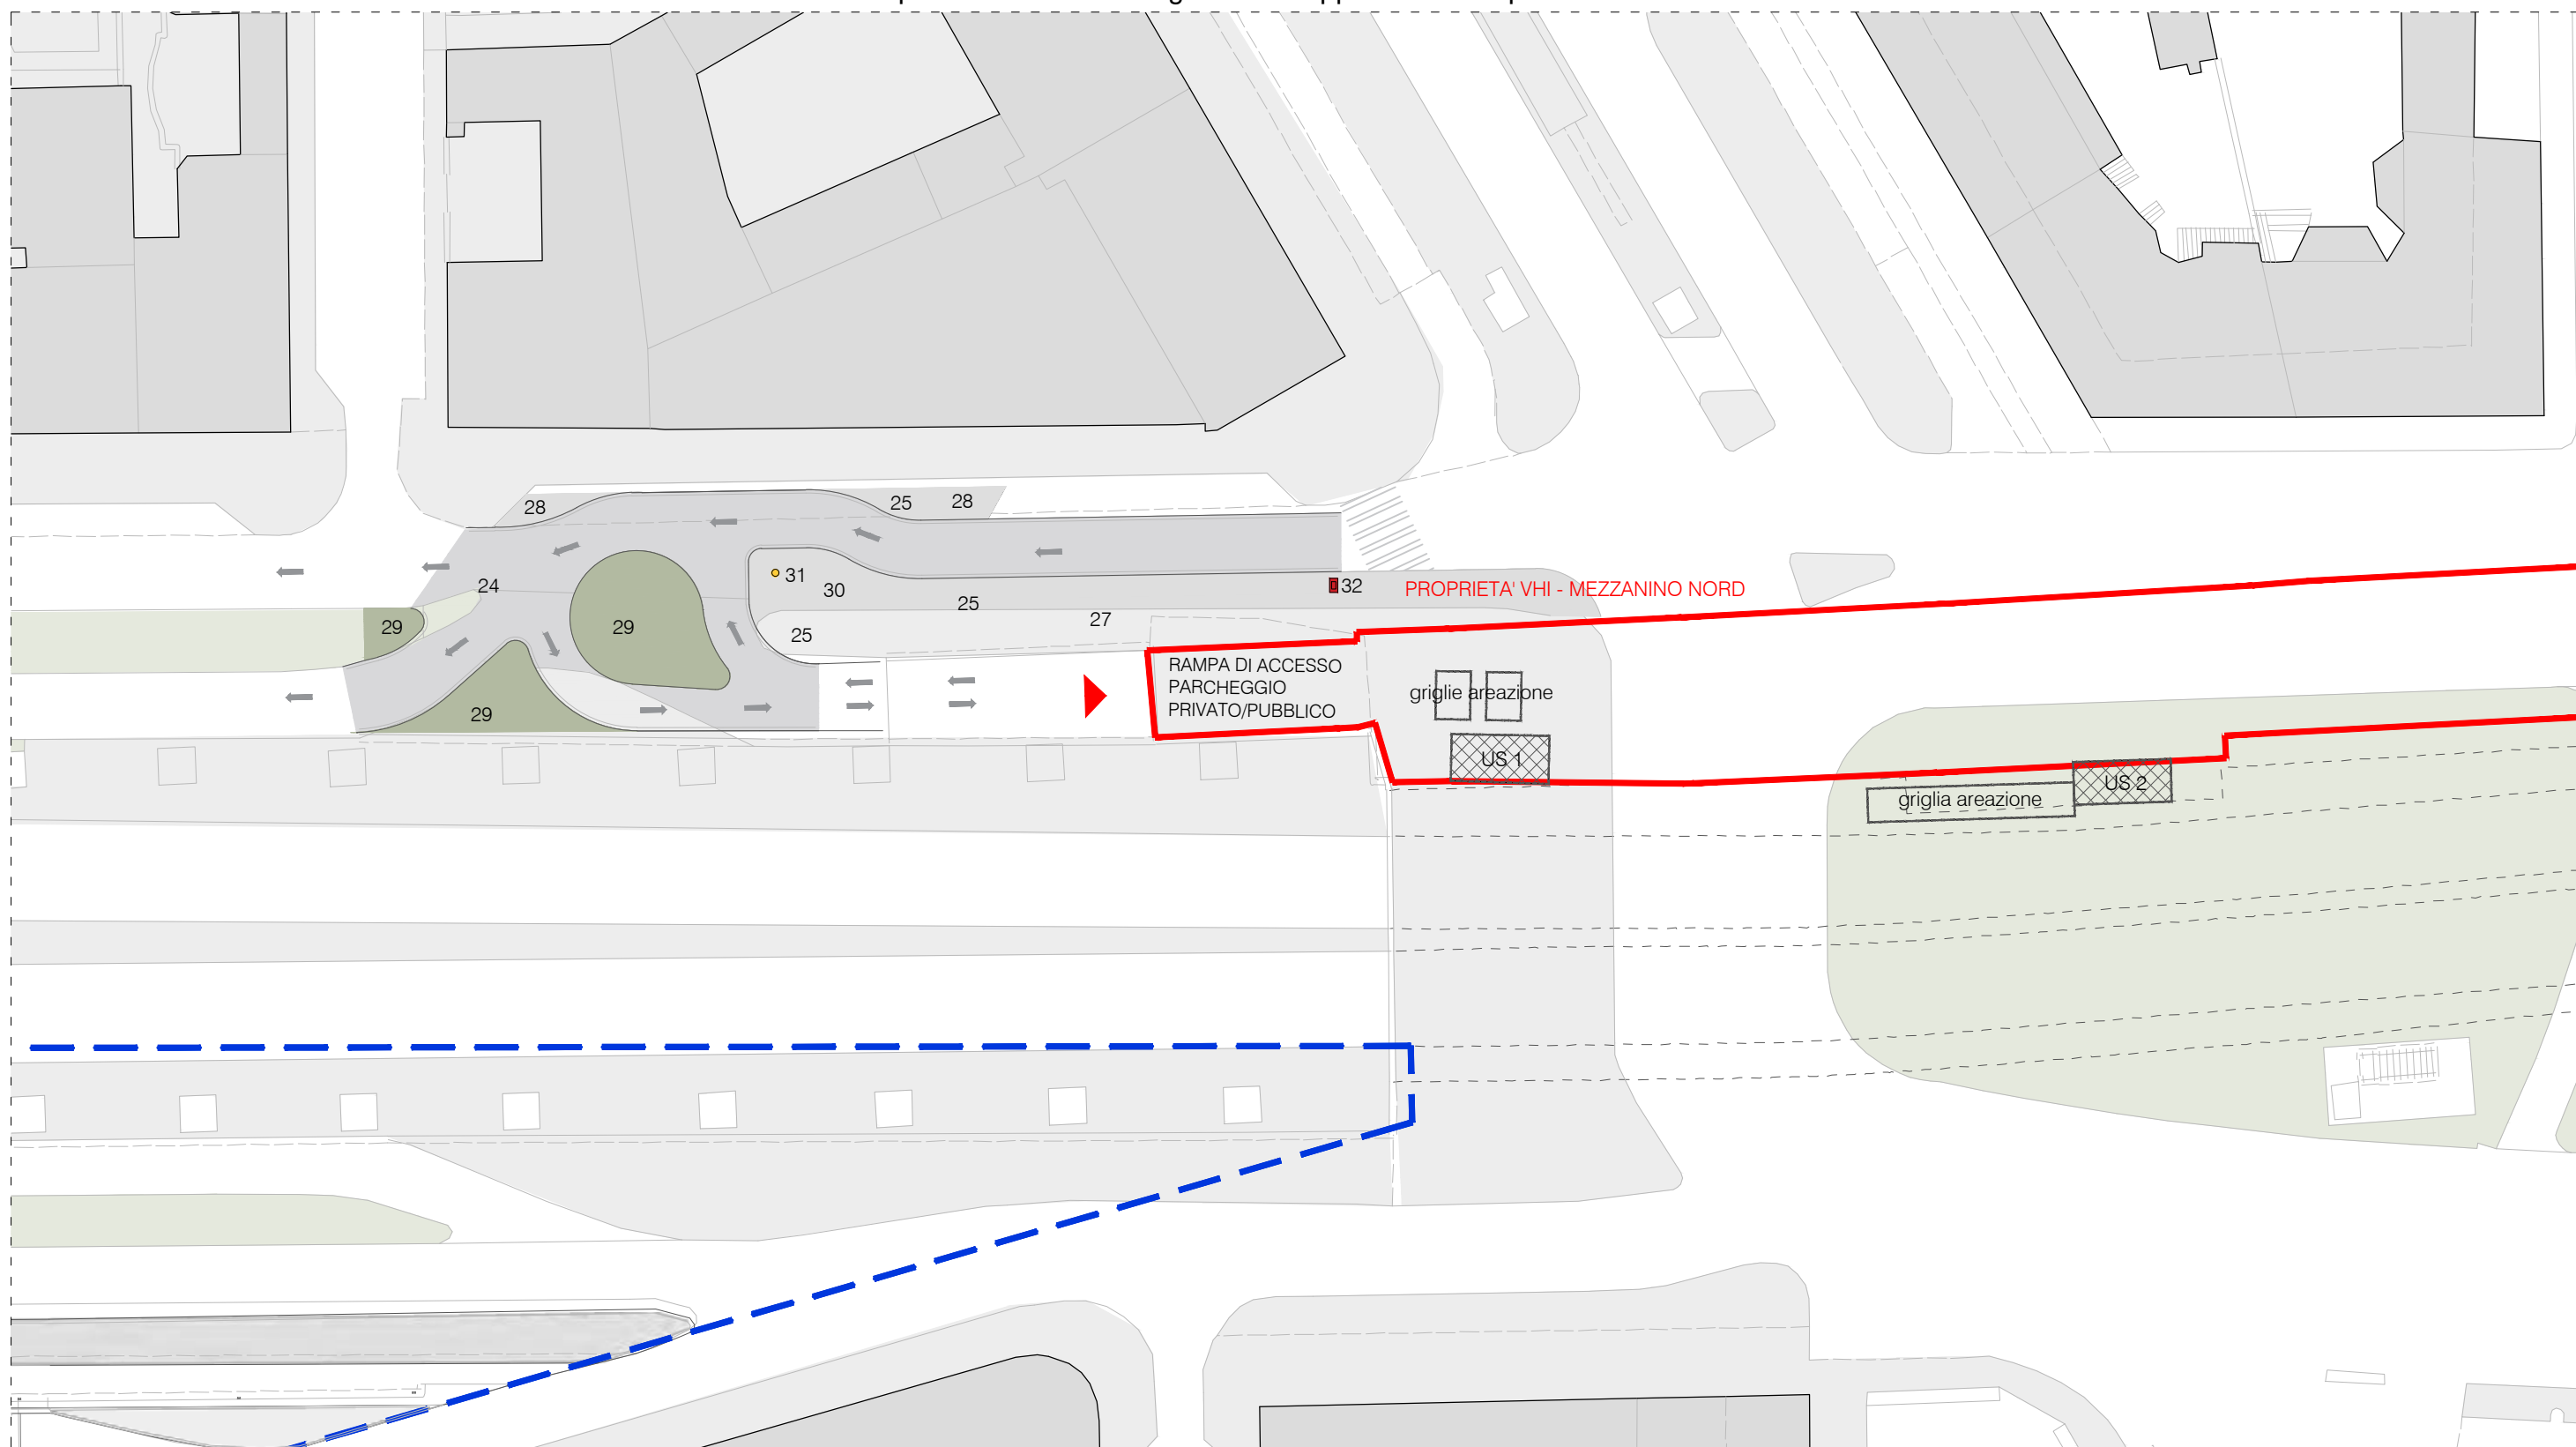 28
25
28
31
30
32
24
25
27
29
29
25
29
PROPRIETA' VHI - MEZZANINO NORD
RAMPA DI ACCESSO
PARCHEGGIO
PRIVATO/PUBBLICO
griglie areazione
US 1
US 2
griglia areazione